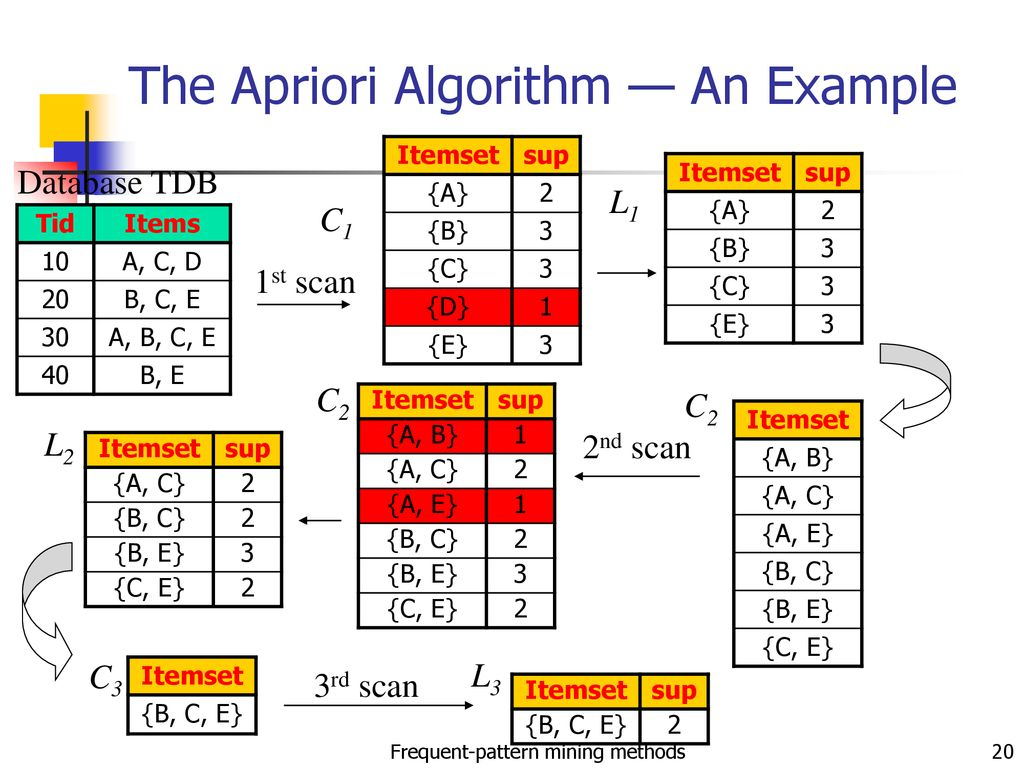 The Apriori Algorithm — An Example
Database TDB
Tid Items
10 A, C, D
20 B, C, E
30 A, B, C, E
40 B, E
C1
1st scan
Itemset sup
{A} 2
{B} 3
{C} 3
{D} 1
{E} 3
L1
Itemset sup
{A} 2
{B} 3
{C} 3
{E} 3
C2
Itemset
{A, B}
{A, C}
{A, E}
{B, C}
{B, E}
{C, E}
2nd scan
C2
Itemset sup
{A, B} 1
{A, C} 2
{A, E} 1
{B, C} 2
{B, E} 3
{C, E} 2
L2
Itemset sup
{A, C} 2
{B, C} 2
{B, E} 3
{C, E} 2
C3
Itemset
{B, C, E}
3rd scan
L3
Itemset sup
{B, C, E} 2
Frequent-pattern mining methods
20